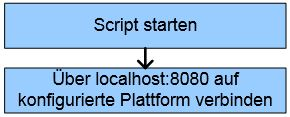 Script starten
Über localhost:8080 auf
konfigurierte Plattform verbinden